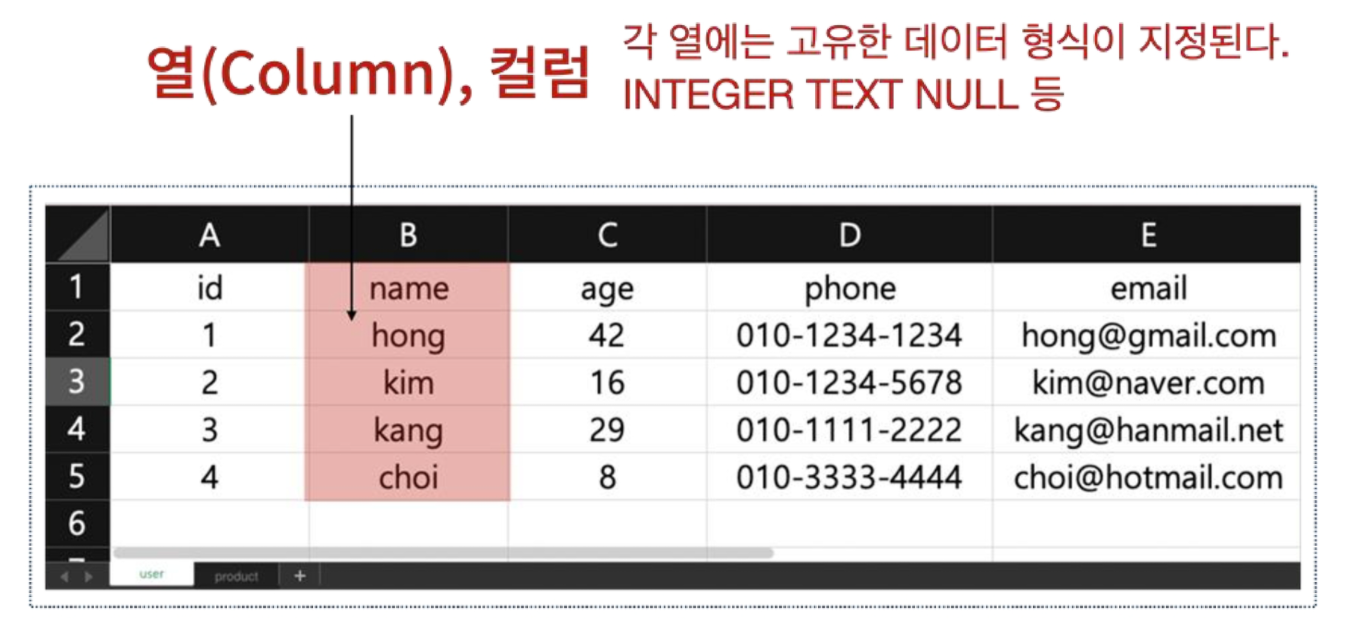 열(Column), 컬럼
각 열에는 고유한 데이터 형식이 지정된다.
INTEGER TEXT NULL 등
A B C D E
1 id name age phone email
2 1 hong 42 010-1234-1234 hong@gmail.com
3 2 kim 16 010-1234-5678 kim@naver.com
4 3 kang 29 010-1111-2222 kang@hanmail.net
5 4 choi 8 010-3333-4444 choi@hotmail.com
6
user product +